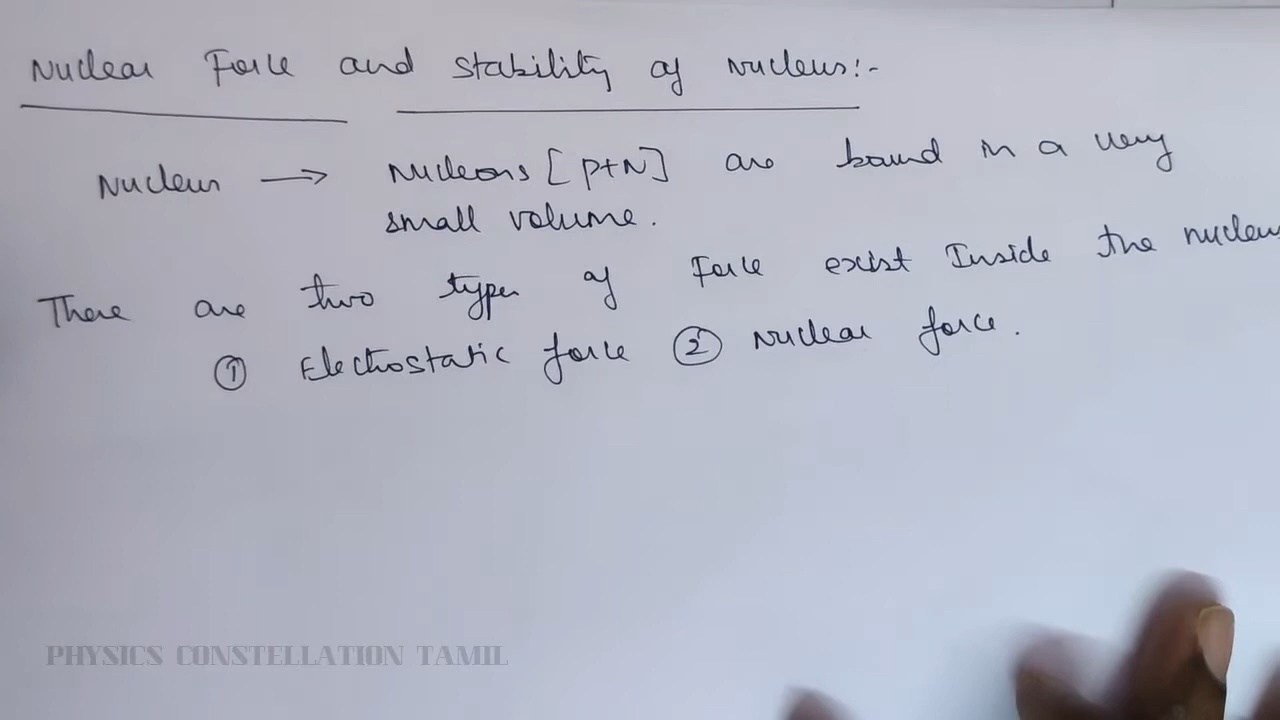 Nuclear Force and stability of Nucleus:-
Nucleus → Nucleons [P+N] are bound in a very
small volume.
There are two types of Force exist Inside the nucleus
① Electrostatic force ② Nuclear force.
PHYSICS CONSTELLATION TAMIL